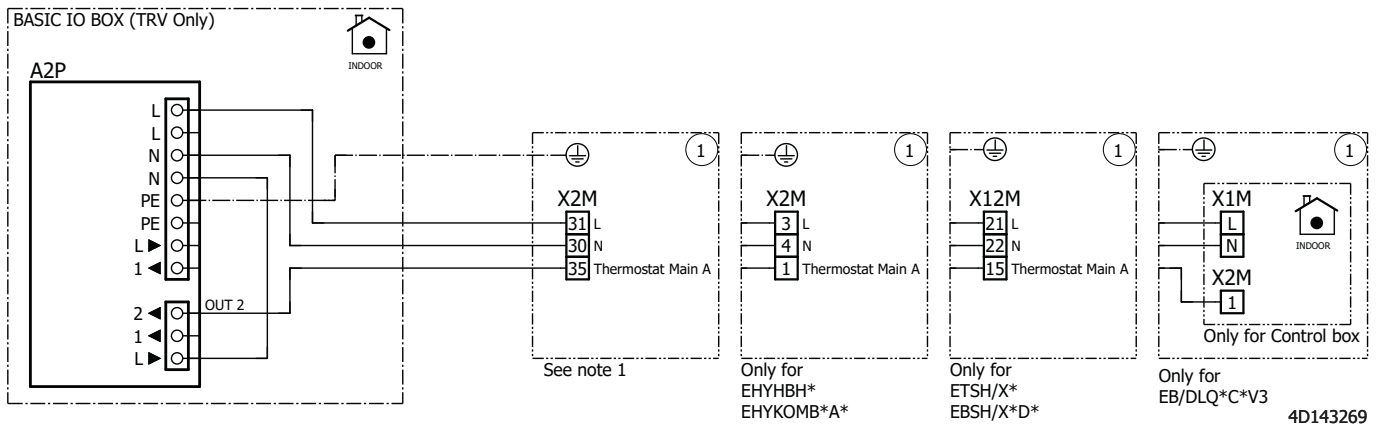 BASIC IO BOX (TRV Only)
INDOOR
A2P
L
L
N
N
PE
PE
L ▶
1 ◀
2 ◀ OUT 2
1 ◀
L ▶
1
X2M
31 L
30 N
35 Thermostat Main A
See note 1
1
X2M
3 L
4 N
1 Thermostat Main A
Only for
EHYHBH*
EHYKOMB*A*
1
X12M
21 L
22 N
15 Thermostat Main A
Only for
ETSH/X*
EBSH/X*D*
1
X1M
L
N
INDOOR
X2M
1
Only for Control box
Only for
EB/DLQ*C*V3
4D143269